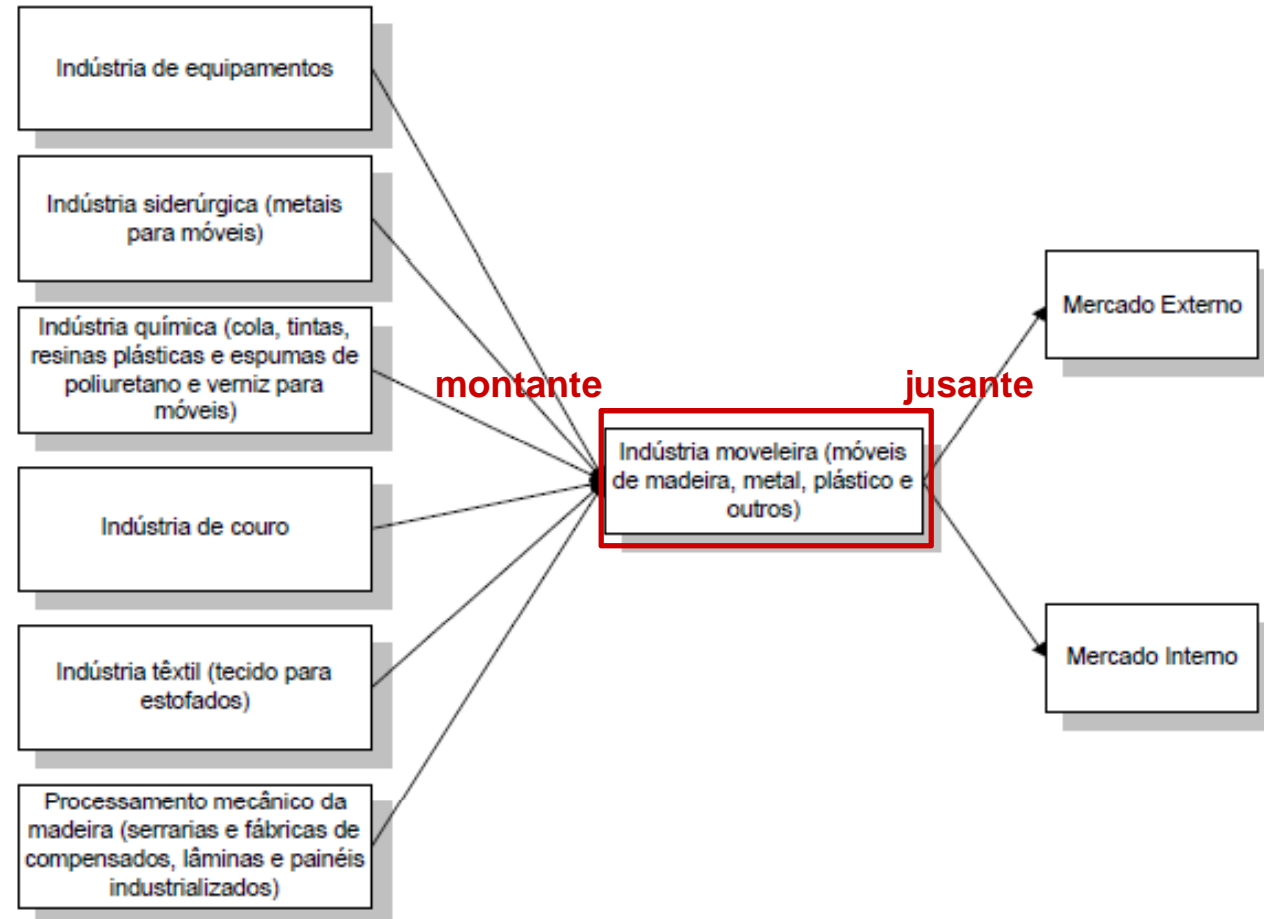 Indústria de equipamentos
Indústria siderúrgica (metais
para móveis)
Indústria química (cola, tintas,
resinas plásticas e espumas de
poliuretano e verniz para
móveis)
Indústria de couro
Indústria têxtil (tecido para
estofados)
Processamento mecânico da
madeira (serrarias e fábricas de
compensados, lâminas e painéis
industrializados)
montante
Indústria moveleira (móveis
de madeira, metal, plástico e
outros)
jusante
Mercado Externo
Mercado Interno